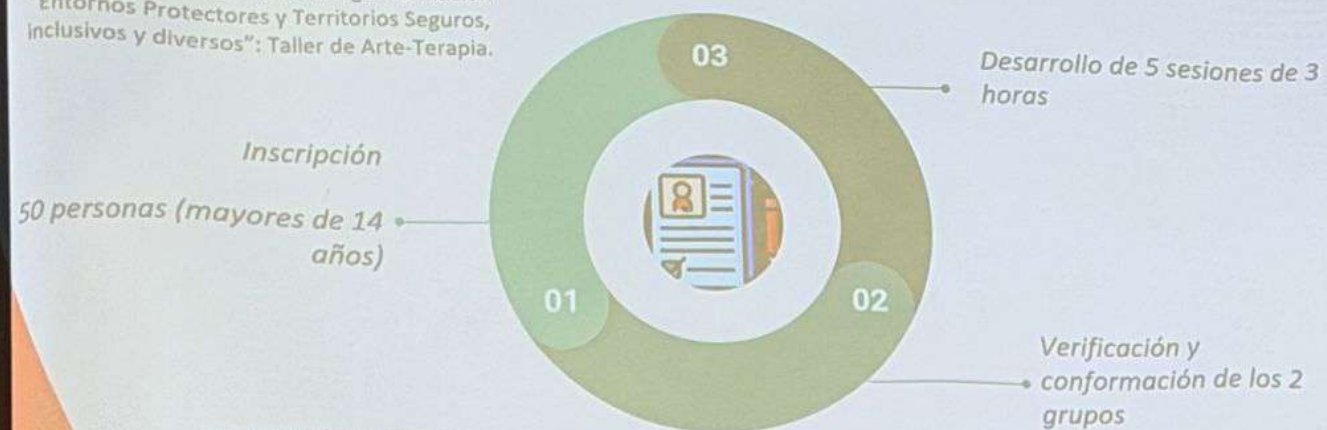 Entornos Protectores y Territorios Seguros,
inclusivos y diversos": Taller de Arte-Terapia.
Inscripción
50 personas (mayores de 14
años)
03
Desarrollo de 5 sesiones de 3
horas
01
02
Verificación y
conformación de los 2
grupos